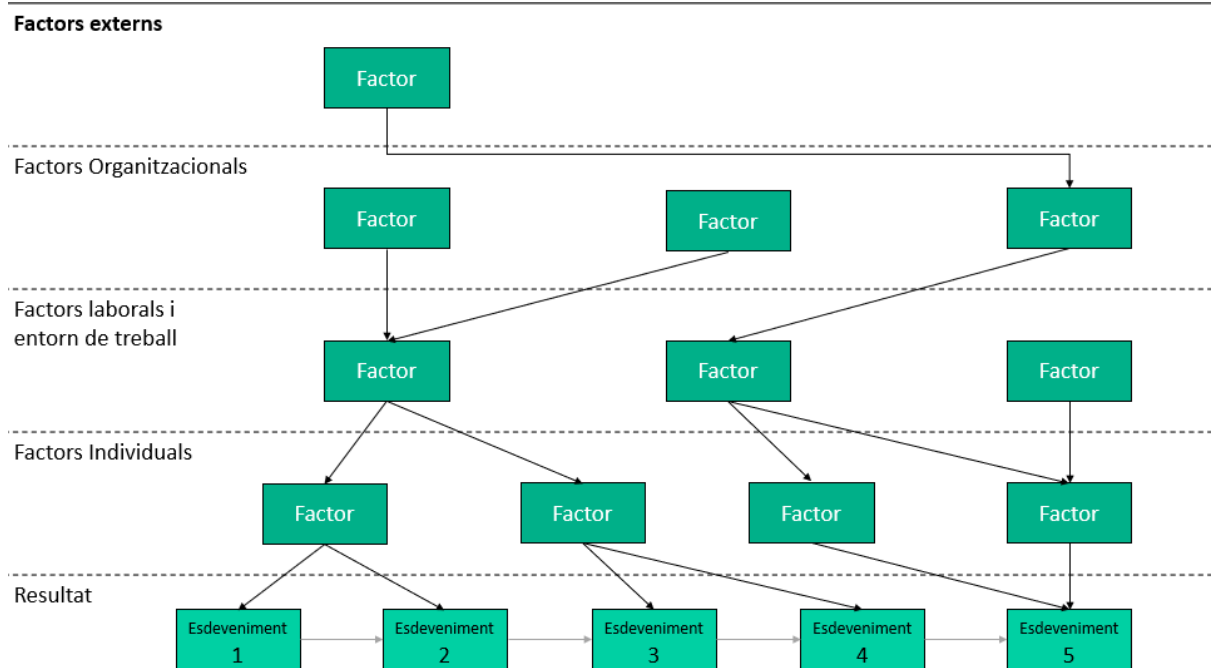 Factors externs
Factor
Factors Organitzacionals
Factor
Factor
Factor
Factors laborals i
entorn de treball
Factor
Factor
Factor
Factors Individuals
Factor
Factor
Factor
Factor
Resultat
Esdeveniment
1
Esdeveniment
2
Esdeveniment
3
Esdeveniment
4
Esdeveniment
5